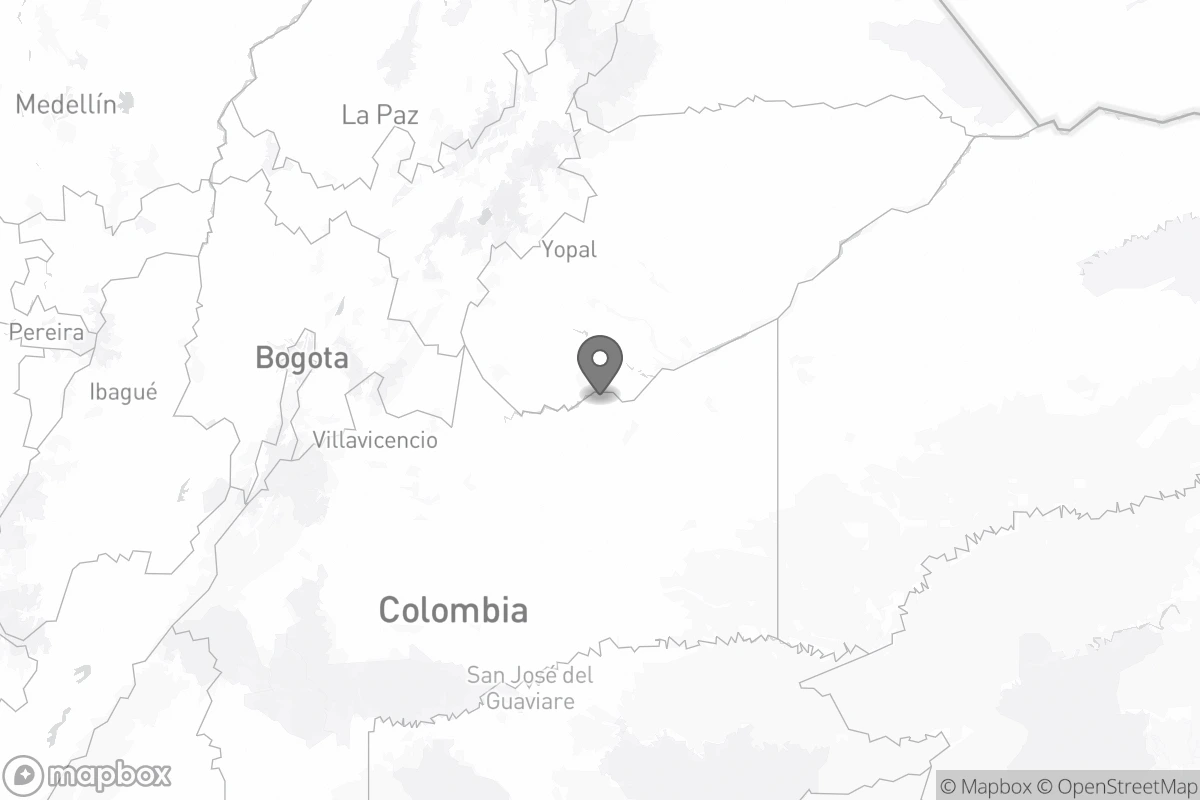 Medellín
La Paz
Yopal
Pereira
Bogota
Ibagué
Villavicencio
Colombia
San José del
Guaviare
mapbox
© Mapbox © OpenStreetMap